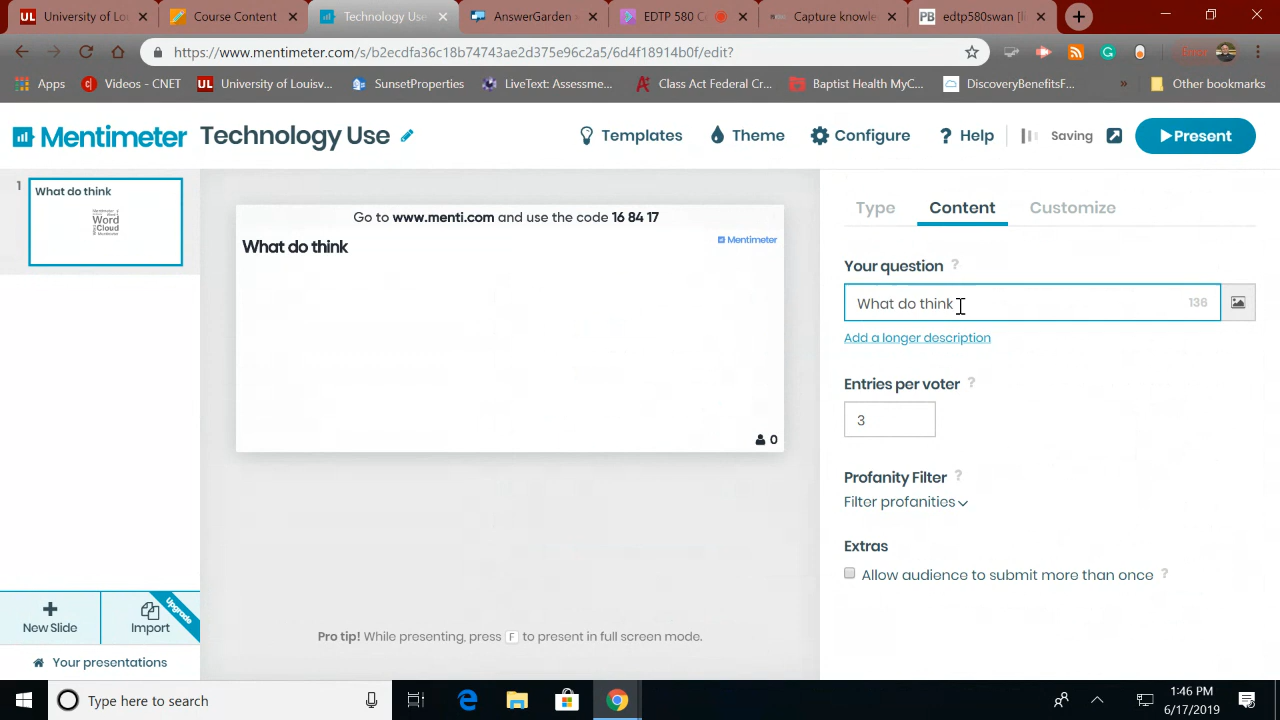 University of Lo
Course Content
Technology Use
AnswerGarden
EDTP 580 C
Capture knowle
edtp580swan [li
https://www.mentimeter.com/s/b2ecdfa36c18b74743ae2d375e96c2a5/6d4f18914b0f/edit?
Apps
Videos - CNET
University of Louisv...
SunsetProperties
LiveText: Assessme...
Class Act Federal Cr...
Baptist Health MyC...
DiscoveryBenefitsF...
»
Other bookmarks
Mentimeter
Technology Use
Templates
Theme
Configure
? Help
Saving
Present
1
What do think
Word
Cloud
Go to www.menti.com and use the code 16 84 17
What do think
Mentimeter
0
Pro tip! While presenting, press F to present in full screen mode.
Type
Content
Customize
Your question ?
What do think
136
Add a longer description
Entries per voter ?
3
Profanity Filter ?
Filter profanities
Extras
Allow audience to submit more than once ?
New Slide
Import
Upgrade
Your presentations
Type here to search
1:46 PM
6/17/2019